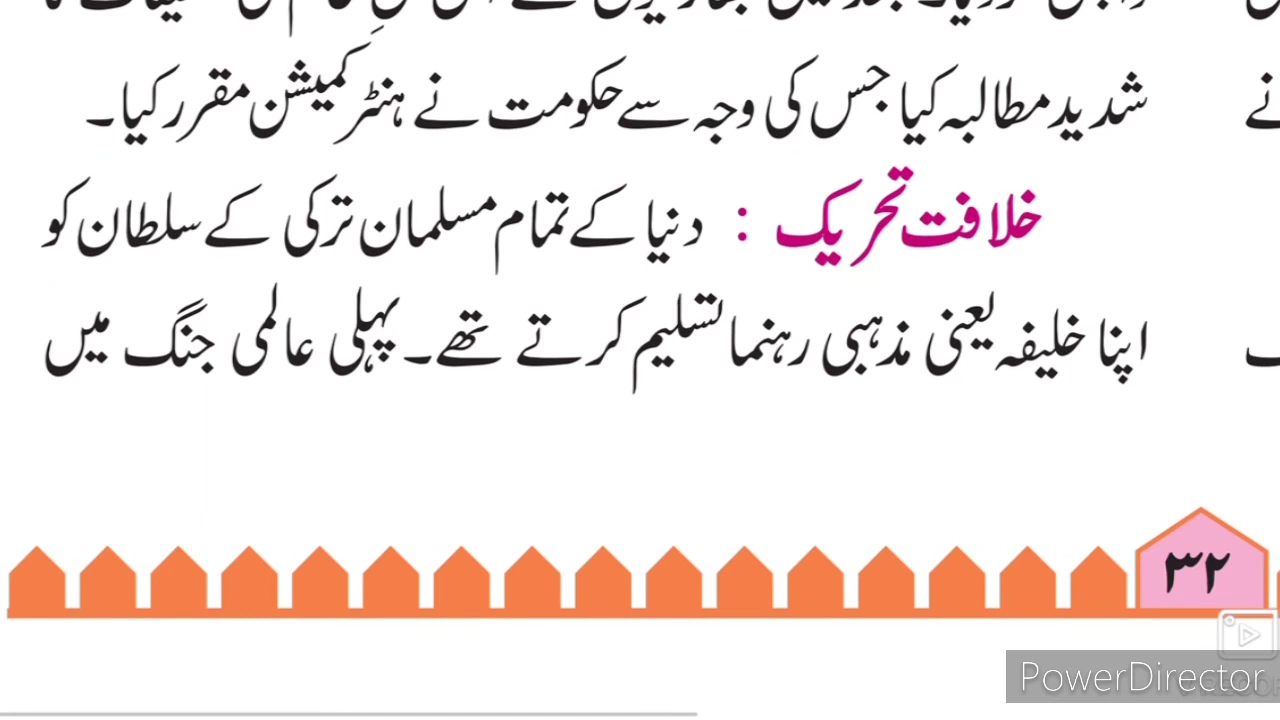 شدید مطالبہ کیا جس کی وجہ سے حکومت نے ہنٹر کمیشن مقرر کیا۔
نے
خلافت تحریک : دنیا کے تمام مسلمان ترکی کے سلطان کو
اپنا خلیفہ یعنی مذہبی رہنما تسلیم کرتے تھے۔ پہلی عالمی جنگ میں
۳۲
PowerDirector